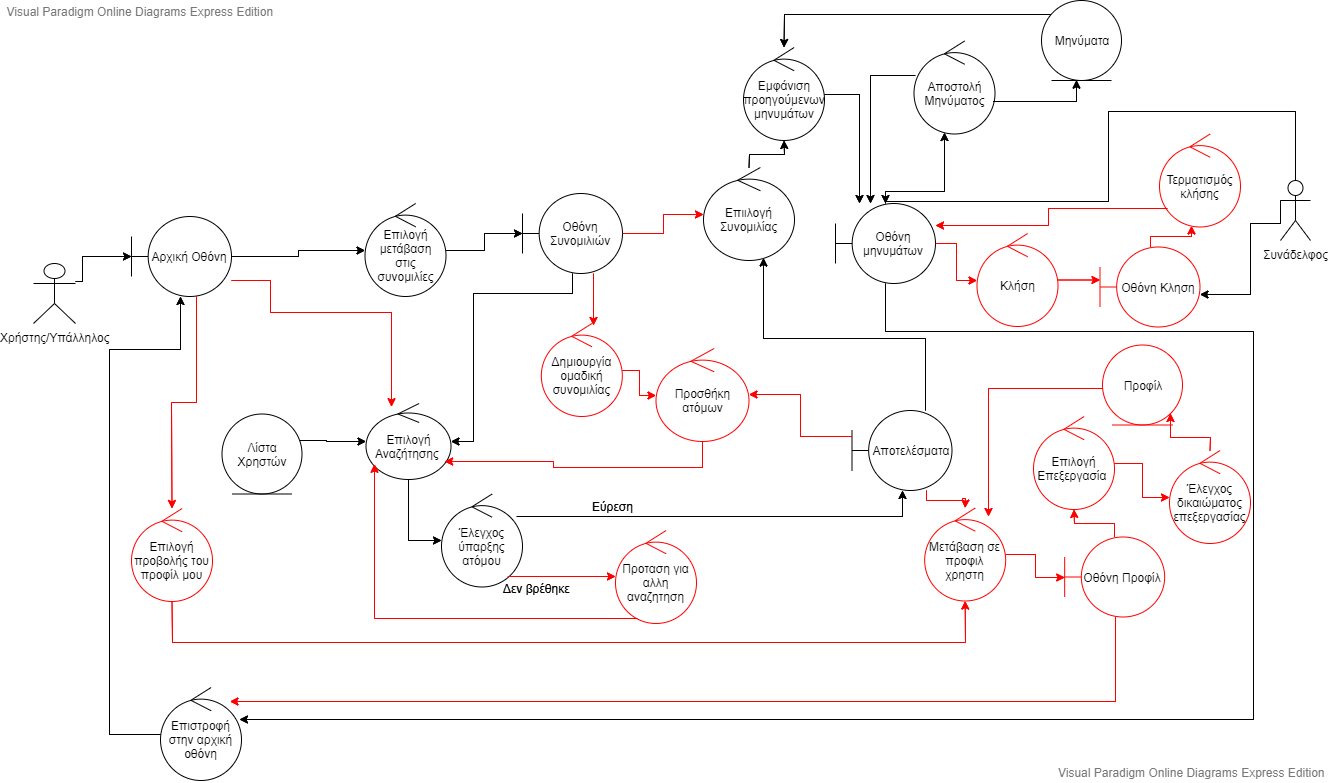 Visual Paradigm Online Diagrams Express Edition
Μηνύματα
Εμφάνιση
προηγούμενων
μηνυμάτων
Αποστολή
Μηνύματος
Τερματισμός
κλήσης
Επιιλογή
Συνομιλίας
Οθόνη
Συνομιλιών
Επιλογή
μετάβαση
στις
συνομιλίες
Αρχική Οθόνη
Οθόνη
μηνυμάτων
Συνάδελφος
Κλήση
Οθόνη Κληση
Χρήστης/Υπάλληλος
Δημιουργία
ομαδική
συνομιλίας
Προσθήκη
ατόμων
Προφίλ
Λίστα
Χρηστών
Επιλογή
Αναζήτησης
Αποτελέσματα
Επιλογή
Επεξεργασία
Έλεγχος
δικαιώματος
επεξεργασίας
Εύρεση
Έλεγχος
ύπαρξης
ατόμου
Δεν βρέθηκε
Προταση για
αλλη
αναζητηση
Επιλογή
προβολής του
προφίλ μου
Μετάβαση σε
προφιλ
χρηστη
Οθόνη Προφίλ
Επιστροφή
στην αρχική
οθόνη
Visual Paradigm Online Diagrams Express Edition